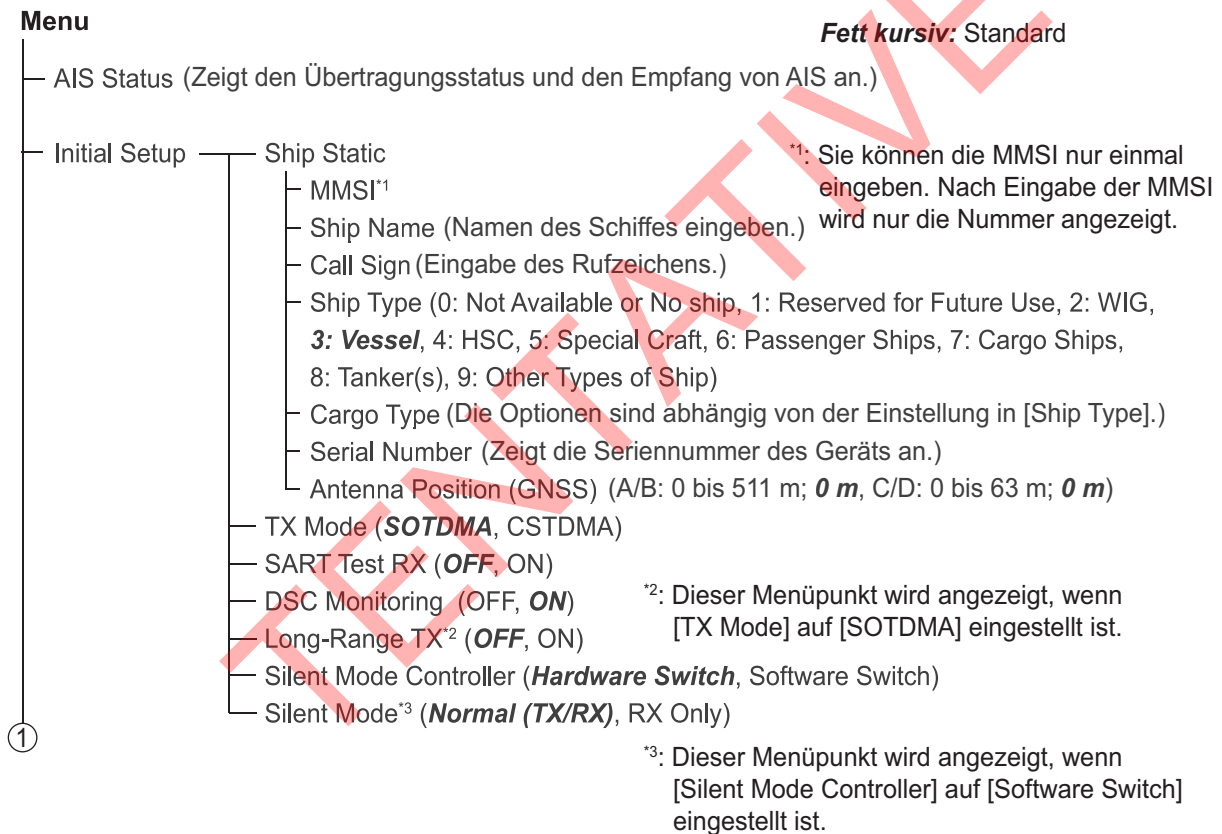 Menu
Fett kursiv: Standard
AIS Status (Zeigt den Übertragungsstatus und den Empfang von AIS an.)
Initial Setup
Ship Static
MMSI*1
*1: Sie können die MMSI nur einmal
eingeben. Nach Eingabe der MMSI
wird nur die Nummer angezeigt.
Ship Name (Namen des Schiffes eingeben.)
Call Sign (Eingabe des Rufzeichens.)
Ship Type (0: Not Available or No ship, 1: Reserved for Future Use, 2: WIG,
3: Vessel, 4: HSC, 5: Special Craft, 6: Passenger Ships, 7: Cargo Ships,
8: Tanker(s), 9: Other Types of Ship)
Cargo Type (Die Optionen sind abhängig von der Einstellung in [Ship Type].)
Serial Number (Zeigt die Seriennummer des Geräts an.)
Antenna Position (GNSS) (A/B: 0 bis 511 m; 0 m, C/D: 0 bis 63 m; 0 m)
TX Mode (SOTDMA, CSTDMA)
SART Test RX (OFF, ON)
DSC Monitoring (OFF, ON)
Long-Range TX*2 (OFF, ON)
*2: Dieser Menüpunkt wird angezeigt, wenn
[TX Mode] auf [SOTDMA] eingestellt ist.
Silent Mode Controller (Hardware Switch, Software Switch)
Silent Mode*3 (Normal (TX/RX), RX Only)
1
*3: Dieser Menüpunkt wird angezeigt, wenn
[Silent Mode Controller] auf [Software Switch]
eingestellt ist.
TENTATIVE